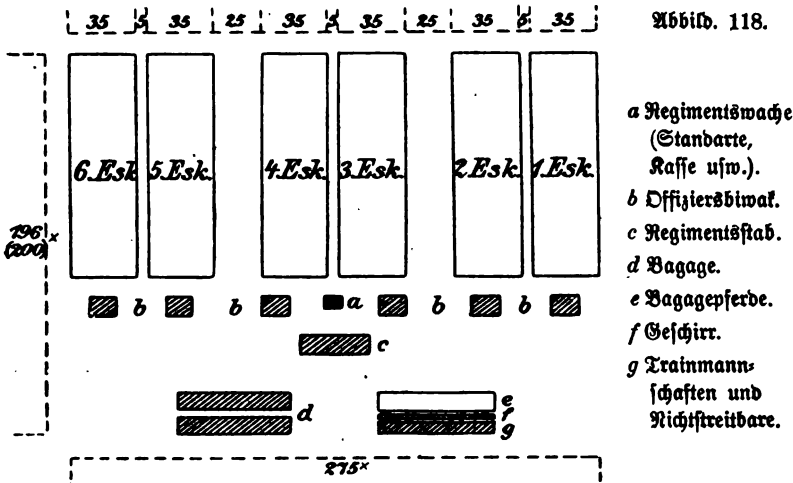 35 5 35 25 35 5 35 25 35 5 35
Abbild. 118.
6. Esk. 5. Esk. 4. Esk. 3. Esk. 2. Esk. 1. Esk.
196
(200)ˣ
a Regimentswache
(Standarte,
Kasse usw.).
b Offiziersbiwak.
c Regimentsstab.
d Bagage.
e Bagagepferde.
f Geschirr.
g Trainmann-
schaften und
Nichtstreitbare.
b b a b b
c
d
e
f
g
275ˣ